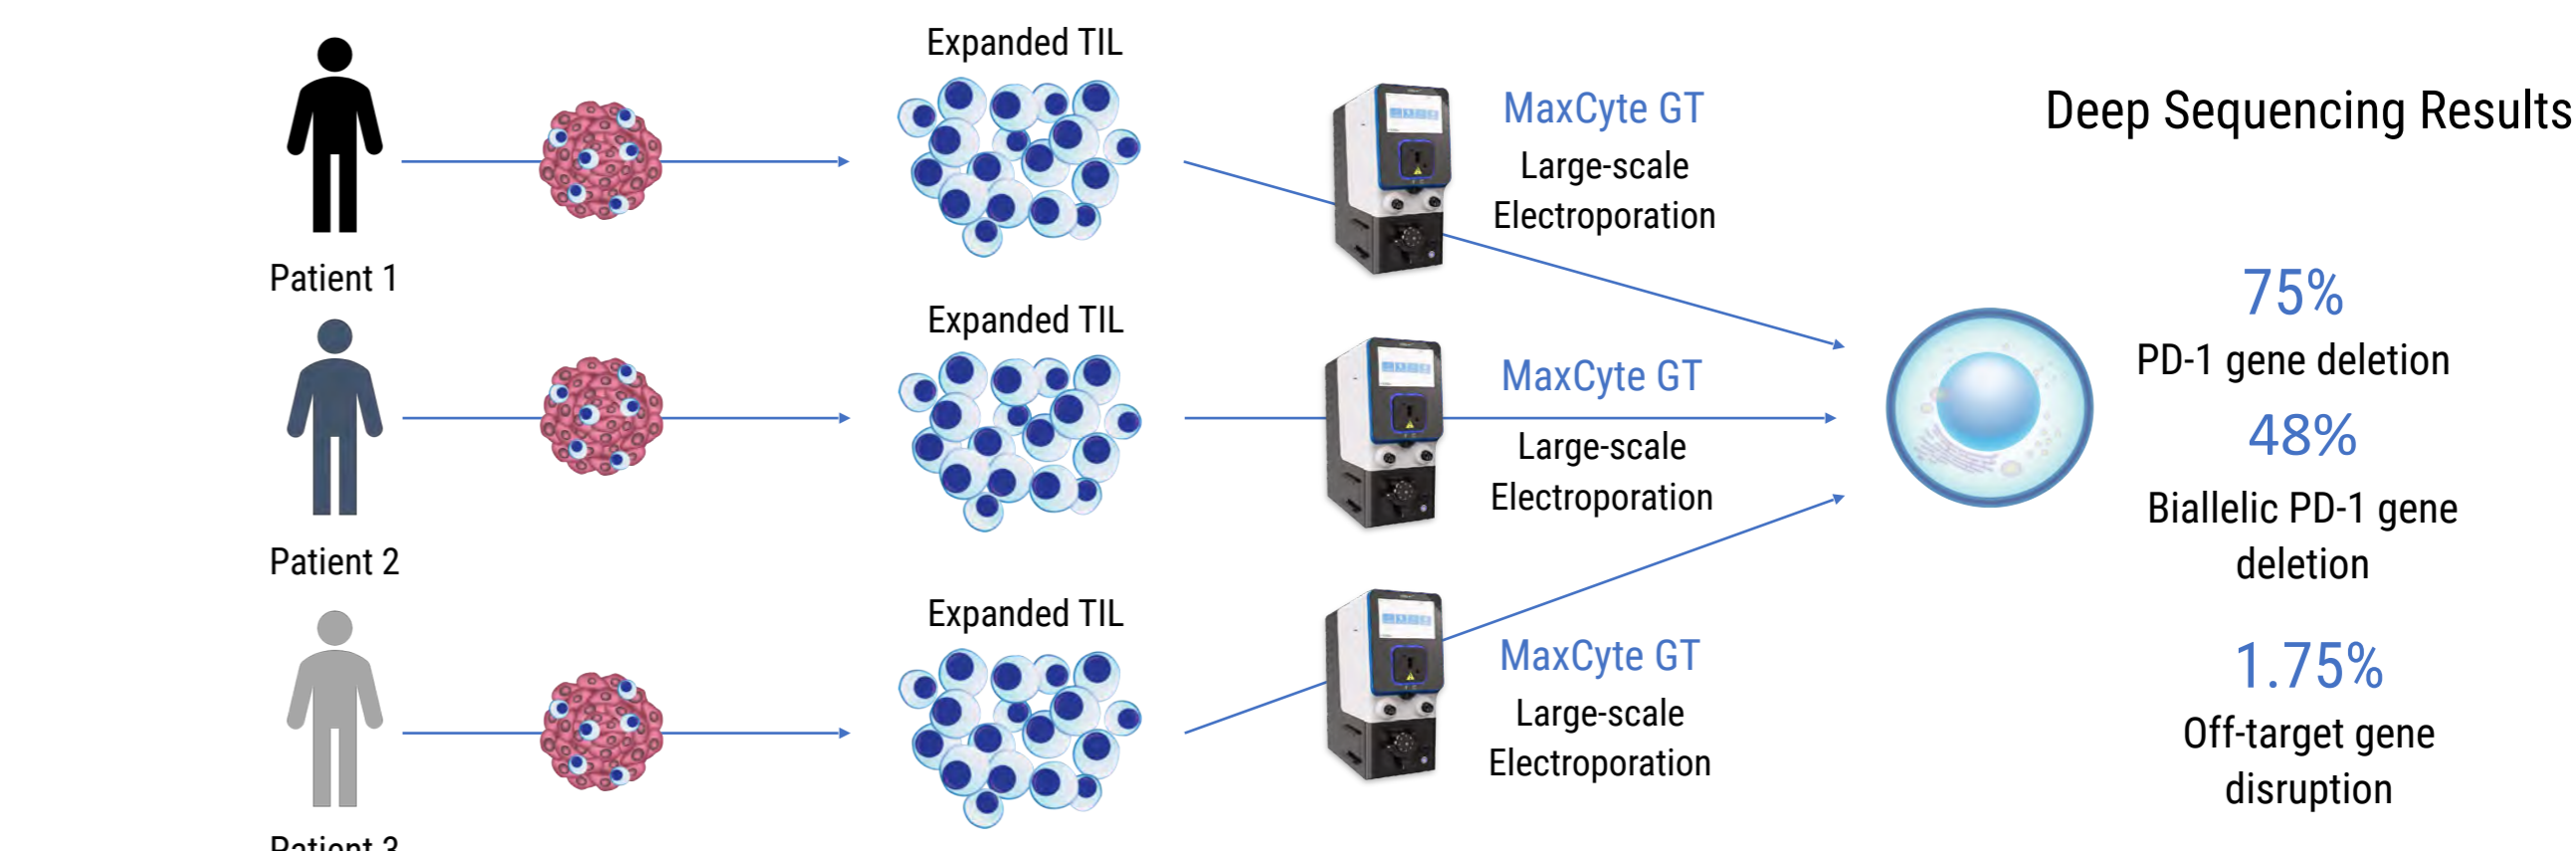 Expanded TIL
MaxCyte GT
Large-scale
Electroporation
Deep Sequencing Results
Patient 1
Expanded TIL
MaxCyte GT
Large-scale
Electroporation
75%
PD-1 gene deletion
48%
Biallelic PD-1 gene
deletion
Patient 2
Expanded TIL
MaxCyte GT
Large-scale
Electroporation
1.75%
Off-target gene
disruption
Patient 3